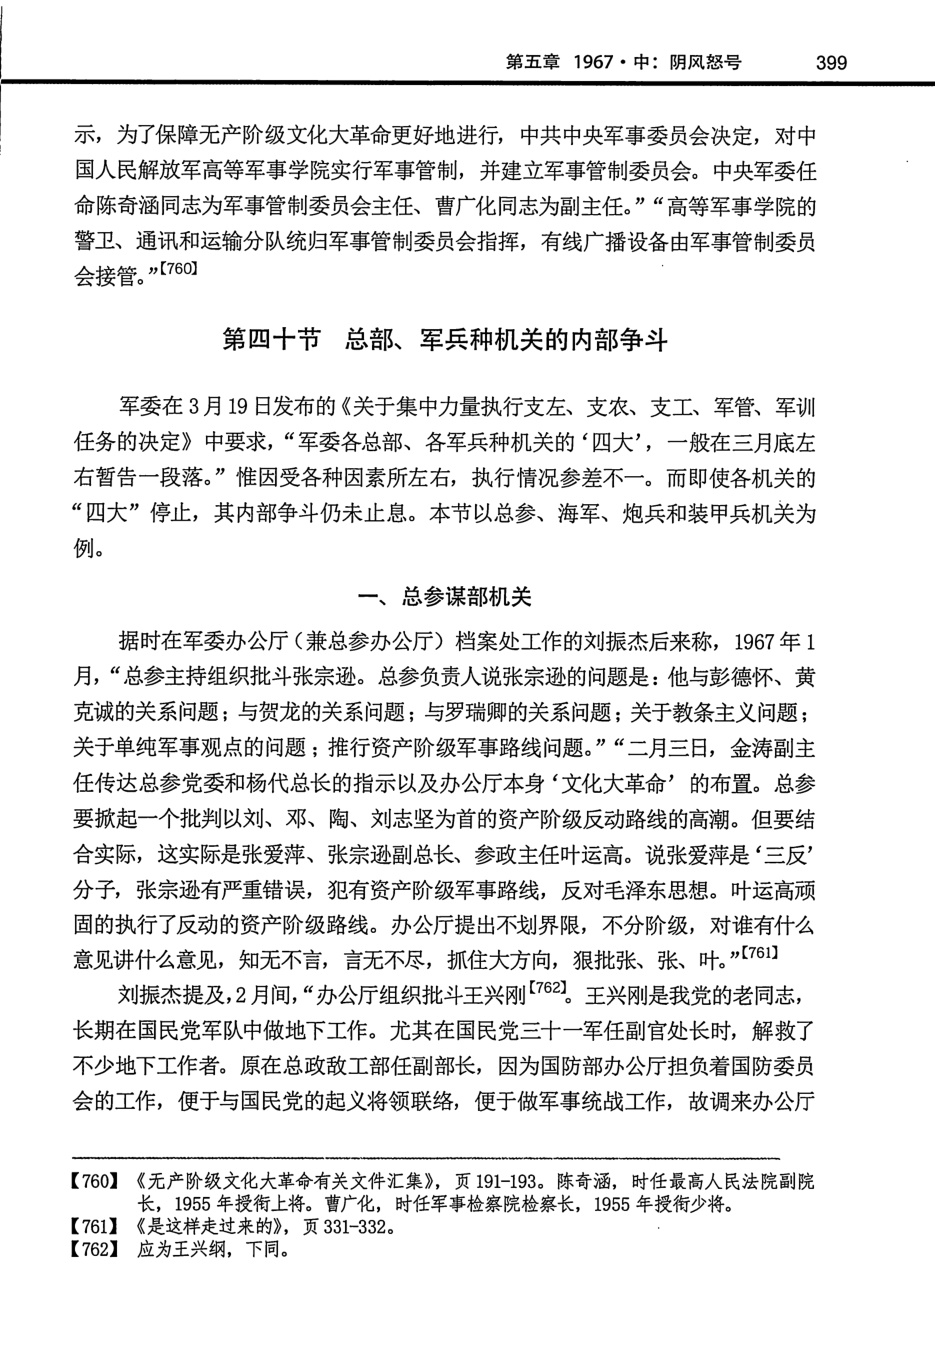 第五章 1967·中：阴风怒号 399
示，为了保障无产阶级文化大革命更好地进行，中共中央军事委员会决定，对中
国人民解放军高等军事学院实行军事管制，并建立军事管制委员会。中央军委任
命陈奇涵同志为军事管制委员会主任、曹广化同志为副主任。”“高等军事学院的
警卫、通讯和运输分队统归军事管制委员会指挥，有线广播设备由军事管制委员
会接管。”【760】
第四十节 总部、军兵种机关的内部争斗
军委在3月19日发布的《关于集中力量执行支左、支农、支工、军管、军训
任务的决定》中要求，“军委各总部、各军兵种机关的‘四大’，一般在三月底左
右暂告一段落。”惟因受各种因素所左右，执行情况参差不一。而即使各机关的
“四大”停止，其内部争斗仍未止息。本节以总参、海军、炮兵和装甲兵机关为
例。
一、总参谋部机关
据时在军委办公厅（兼总参办公厅）档案处工作的刘振杰后来称，1967年1
月，“总参主持组织批斗张宗逊。总参负责人说张宗逊的问题是：他与彭德怀、黄
克诚的关系问题；与贺龙的关系问题；与罗瑞卿的关系问题；关于教条主义问题；
关于单纯军事观点的问题；推行资产阶级军事路线问题。”“二月三日，金涛副主
任传达总参党委和杨代总长的指示以及办公厅本身‘文化大革命’的布置。总参
要掀起一个批判以刘、邓、陶、刘志坚为首的资产阶级反动路线的高潮。但要结
合实际，这实际是张爱萍、张宗逊副总长、参政主任叶运高。说张爱萍是‘三反’
分子，张宗逊有严重错误，犯有资产阶级军事路线，反对毛泽东思想。叶运高顽
固的执行了反动的资产阶级路线。办公厅提出不划界限，不分阶级，对谁有什么
意见讲什么意见，知无不言，言无不尽，抓住大方向，狠批张、张、叶。”【761】
刘振杰提及，2月间，“办公厅组织批斗王兴刚【762】。王兴刚是我党的老同志，
长期在国民党军队中做地下工作。尤其在国民党三十一军任副官处长时，解救了
不少地下工作者。原在总政敌工部任副部长，因为国防部办公厅担负着国防委员
会的工作，便于与国民党的起义将领联络，便于做军事统战工作，故调来办公厅
【760】《无产阶级文化大革命有关文件汇集》，页191-193。陈奇涵，时任最高人民法院副院
长，1955年授衔上将。曹广化，时任军事检察院检察长，1955年授衔少将。
【761】《是这样走过来的》，页331-332。
【762】 应为王兴纲，下同。